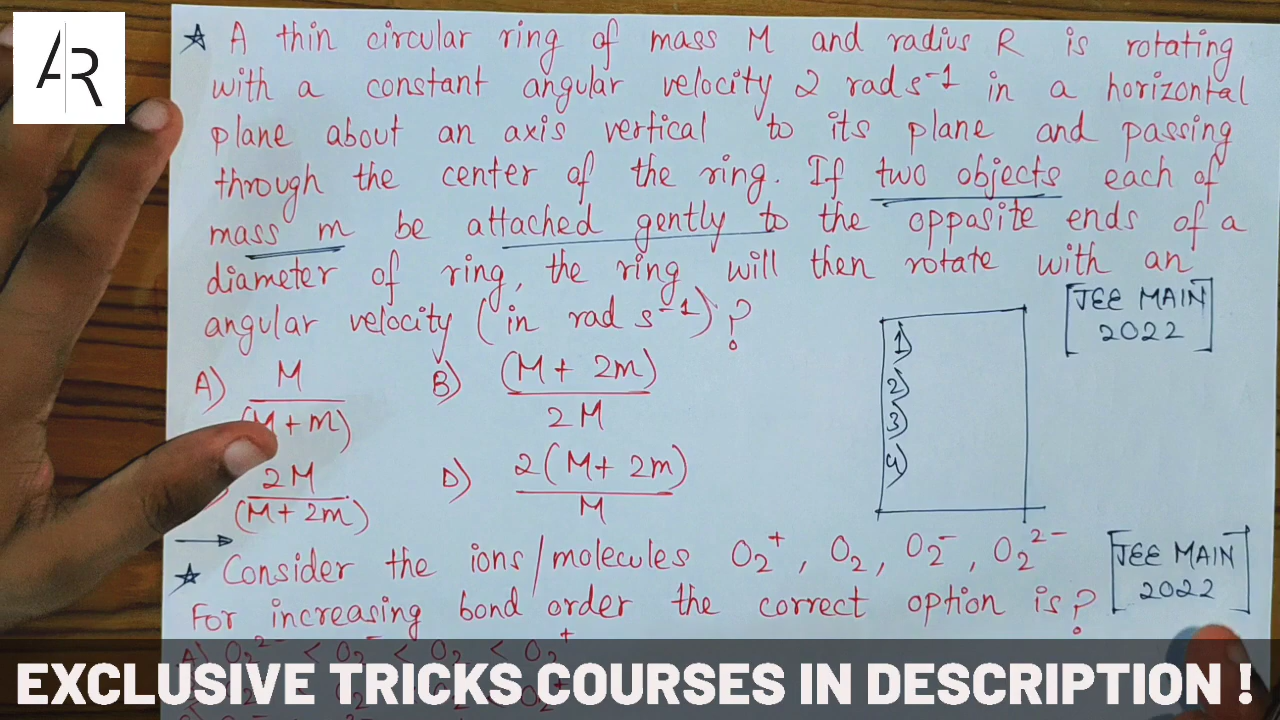 AR
☆ A thin circular ring of mass M and radius R is rotating
with a constant angular velocity 2 rad s⁻¹ in a horizontal
plane about an axis vertical to its plane and passing
through the center of the ring. If two objects each of
mass m be attached gently to the opposite ends of a
diameter of ring, the ring will then rotate with an
angular velocity (in rad s⁻¹)?
[JEE MAIN
2022]
A) M
(M + m)
B) (M + 2m)
2M
2M
(M + 2m)
D) 2(M + 2m)
M
1)
2)
3)
4)
→
☆ Consider the ions/molecules O₂⁺, O₂, O₂⁻, O₂²⁻
For increasing bond order the correct option is?
[JEE MAIN
2022]
A) O₂²⁻ < O₂⁻ < O₂ < O₂⁺
EXCLUSIVE TRICKS COURSES IN DESCRIPTION !